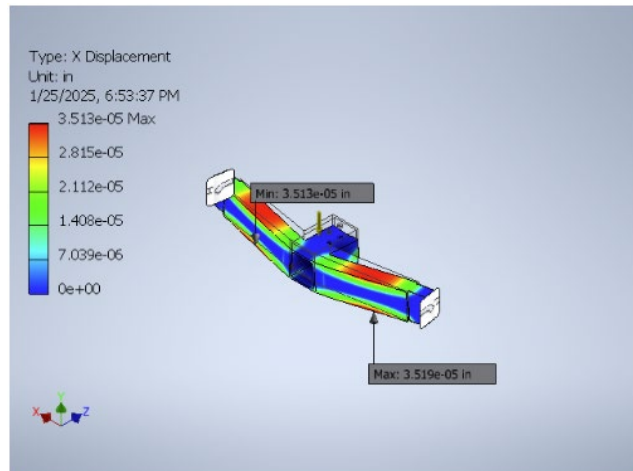 Type: X Displacement
Unit: in
1/25/2025, 6:53:37 PM
3.513e-05 Max
2.815e-05
2.112e-05
1.408e-05
7.039e-06
0e+00
Min: 3.513e-05 in
Max: 3.519e-05 in
Y
X
Z